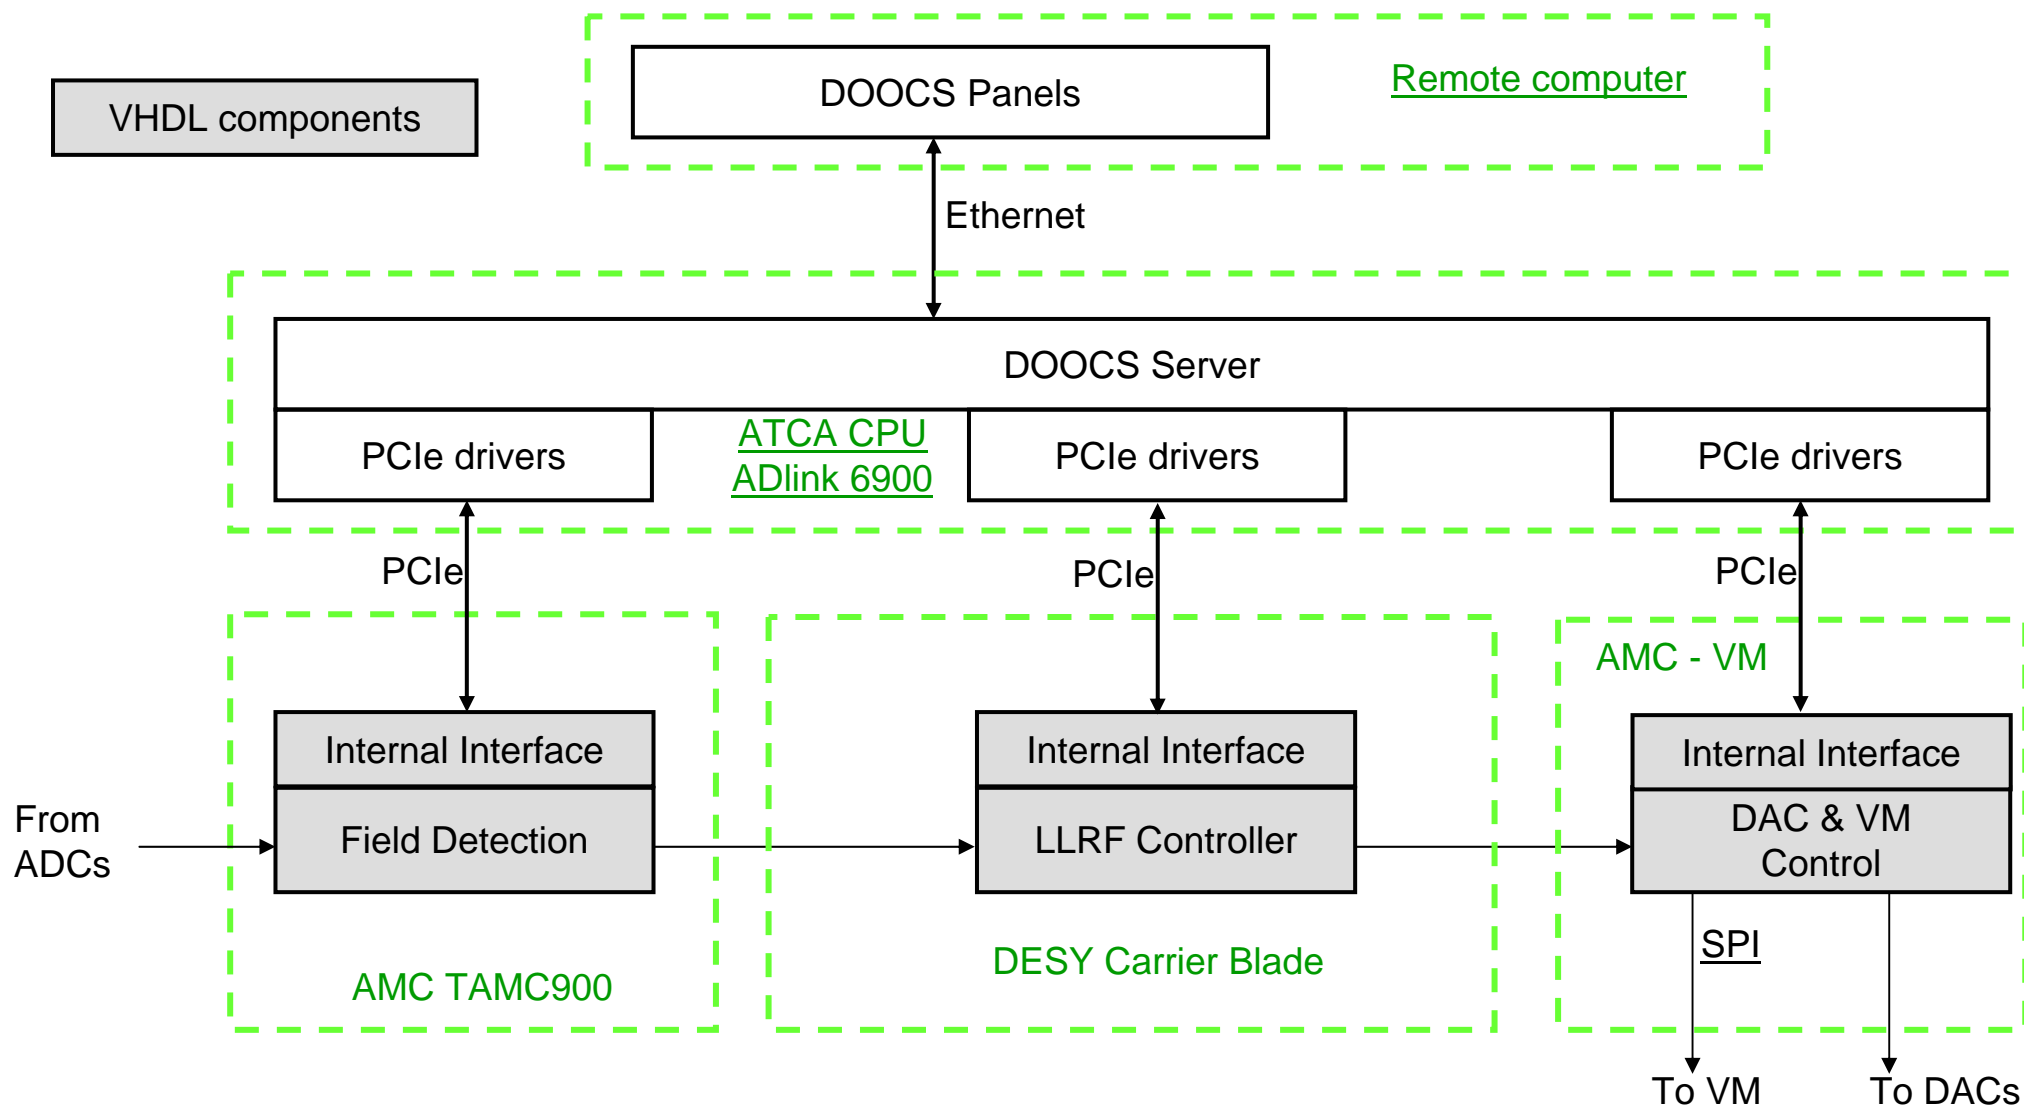 DOOCS Panels
Remote computer
VHDL components
Ethernet
DOOCS Server
PCIe drivers
ATCA CPU
ADlink 6900
PCIe drivers
PCIe drivers
PCIe
PCIe
PCIe
AMC - VM
Internal Interface
Internal Interface
Internal Interface
From
ADCs
Field Detection
LLRF Controller
DAC & VM
Control
AMC TAMC900
DESY Carrier Blade
SPI
To VM
To DACs